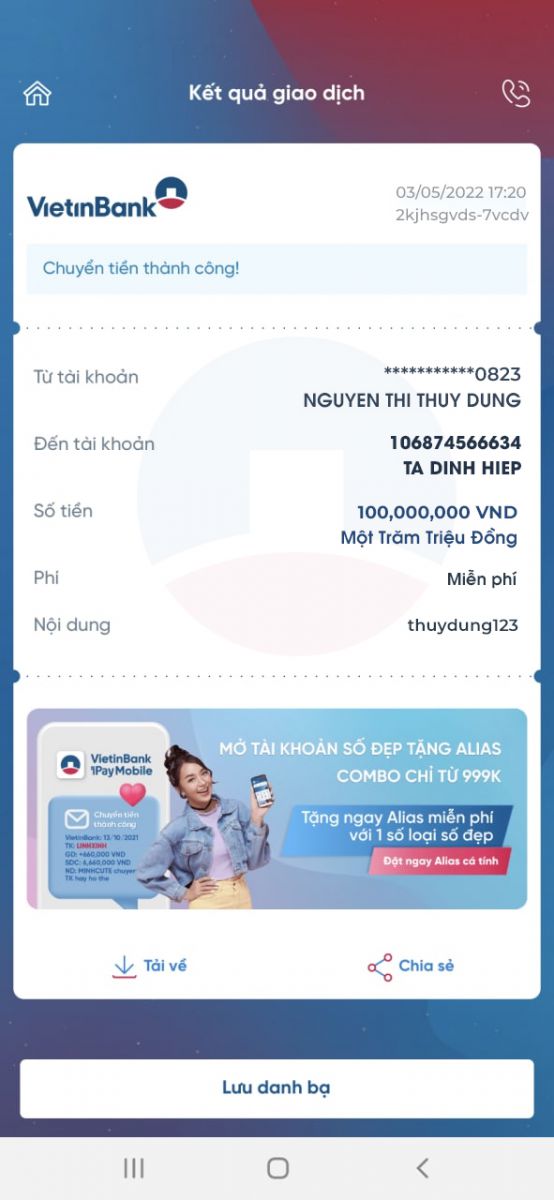 Kết quả giao dịch
VietinBank
03/05/2022 17:20
2kjhsgvds-7vcdv
Chuyển tiền thành công!
Từ tài khoản
***********0823
NGUYEN THI THUY DUNG
Đến tài khoản
106874566634
TA DINH HIEP
Số tiền
100,000,000 VND
Một Trăm Triệu Đồng
Phí
Miễn phí
Nội dung
thuydung123
VietinBank
iPay Mobile
Chuyển tiền
thành công
VietinBank: 13/10/2021
TK: LINHXINH
GD: +660,000 VND
SDC: 6,660,000 VND
ND: MINHCUTE chuyen
TK hay ho the
MỞ TÀI KHOẢN SỐ ĐẸP TẶNG ALIAS
COMBO CHỈ TỪ 999K
Tặng ngay Alias miễn phí
với 1 số loại số đẹp
Đặt ngay Alias cá tính
Tải về
Chia sẻ
Lưu danh bạ